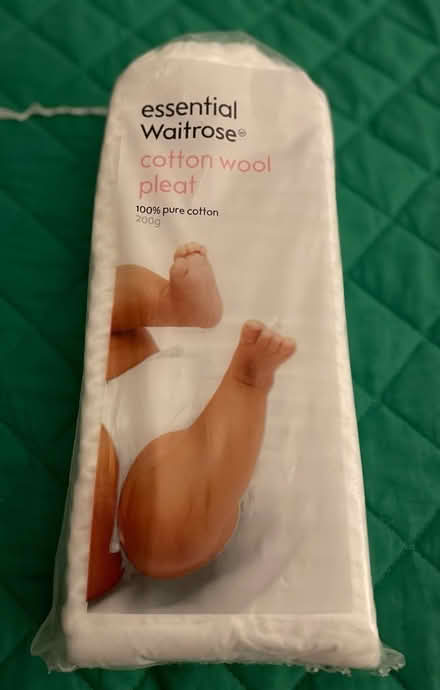 essential
Waitrose
cotton wool
pleat
100% pure cotton
200g